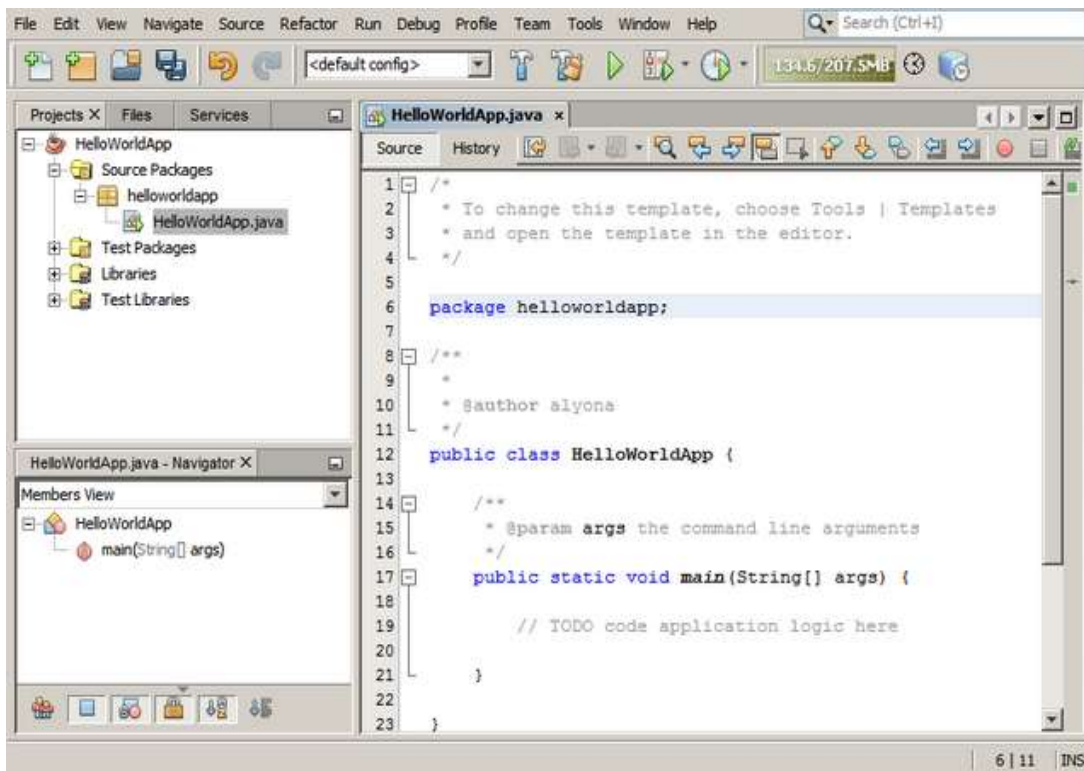 File Edit View Navigate Source Refactor Run Debug Profile Team Tools Window Help Search (Ctrl+I)
<default config> 134.6/207.5MB
Projects X Files Services
HelloWorldApp
Source Packages
helloworldapp
HelloWorldApp.java
Test Packages
Libraries
Test Libraries
HelloWorldApp.java - Navigator X
Members View
HelloWorldApp
main(String[] args)
HelloWorldApp.java x
Source History
1 /*
2 * To change this template, choose Tools | Templates
3 * and open the template in the editor.
4 */
5
6 package helloworldapp;
7
8 /**
9 *
10 * @author alyona
11 */
12 public class HelloWorldApp {
13
14 /**
15 * @param args the command line arguments
16 */
17 public static void main(String[] args) {
18
19 // TODO code application logic here
20
21 }
22
23 }
6 | 11 INS